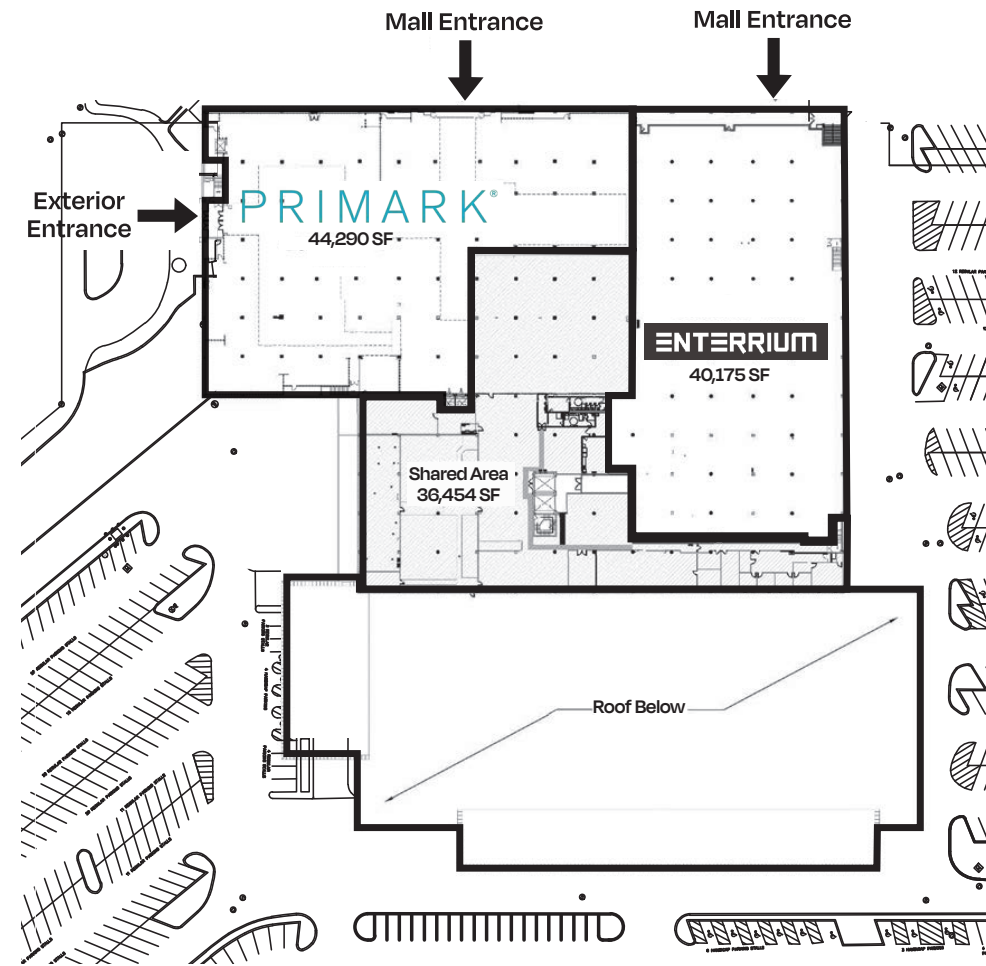 Mall Entrance
Mall Entrance
Exterior
Entrance
PRIMARK®
44,290 SF
ENTERRIUM
40,175 SF
Shared Area
36,454 SF
Roof Below